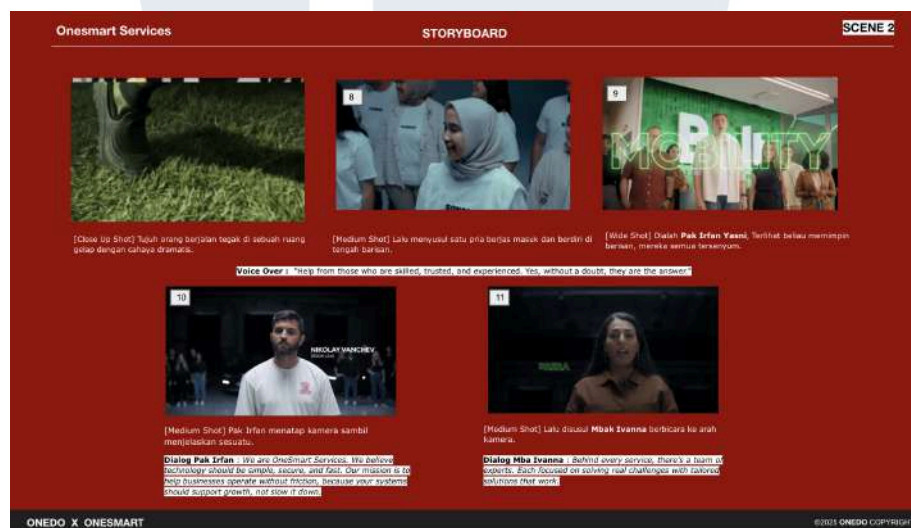 Onesmart Services
STORYBOARD
SCENE 2
8
9
MOBILITY
[Close Up Shot] Tujuh orang berjalan tegak di sebuah ruang
gelap dengan cahaya dramatis.
[Medium Shot] Lalu menyusul satu pria berjas masuk dan berdiri di
tengah barisan.
[Wide Shot] Dialah Pak Irfan Yasni, Terlihat beliau memimpin
barisan, mereka semua tersenyum.
Voice Over : "Help from those who are skilled, trusted, and experienced. Yes, without a doubt, they are the answer."
10
11
NIKOLAY VANCHEV
[Medium Shot] Pak Irfan menatap kamera sambil
menjelaskan sesuatu.
[Medium Shot] Lalu disusul Mbak Ivanna berbicara ke arah
kamera.
Dialog Pak Irfan : We are OneSmart Services. We believe
technology should be simple, secure, and fast. Our mission is to
help businesses operate without friction, because your systems
should support growth, not slow it down.
Dialog Mba Ivanna : Behind every service, there's a team of
experts. Each focused on solving real challenges with tailored
solutions that work.
ONEDO X ONESMART
©2025 ONEDO COPYRIGH